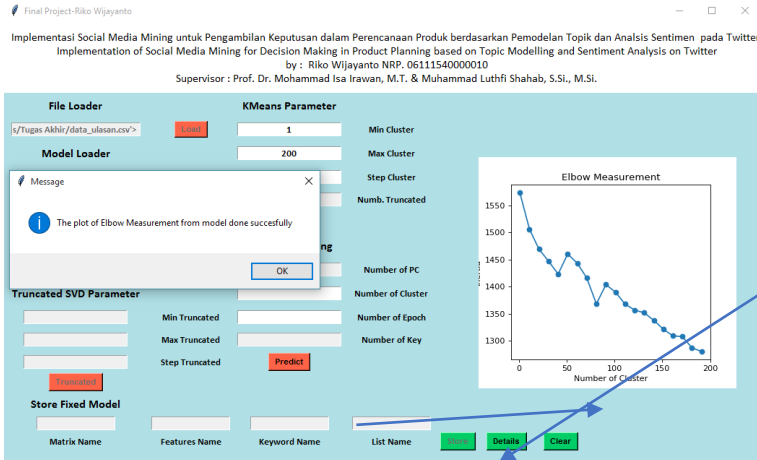 Final Project-Riko Wijayanto
Implementasi Social Media Mining untuk Pengambilan Keputusan dalam Perencanaan Produk berdasarkan Pemodelan Topik dan Analsis Sentimen pada Twitter
Implementation of Social Media Mining for Decision Making in Product Planning based on Topic Modelling and Sentiment Analysis on Twitter
by : Riko Wijayanto NRP. 06111540000010
Supervisor : Prof. Dr. Mohammad Isa Irawan, M.T. & Muhammad Luthfi Shahab, S.Si., M.Si.
File Loader
KMeans Parameter
s/Tugas Akhir/data_ulasan.csv'>
Load
1
Min Cluster
Model Loader
200
Max Cluster
Step Cluster
Numb. Truncated
Message
The plot of Elbow Measurement from model done succesfully
OK
ng
Number of PC
Truncated SVD Parameter
Number of Cluster
Min Truncated
Number of Epoch
Max Truncated
Number of Key
Step Truncated
Predict
Truncated
Elbow Measurement
1550
1500
1450
1400
1350
1300
0 50 100 150 200
Number of Cluster
Store Fixed Model
Matrix Name
Features Name
Keyword Name
List Name
Store
Details
Clear